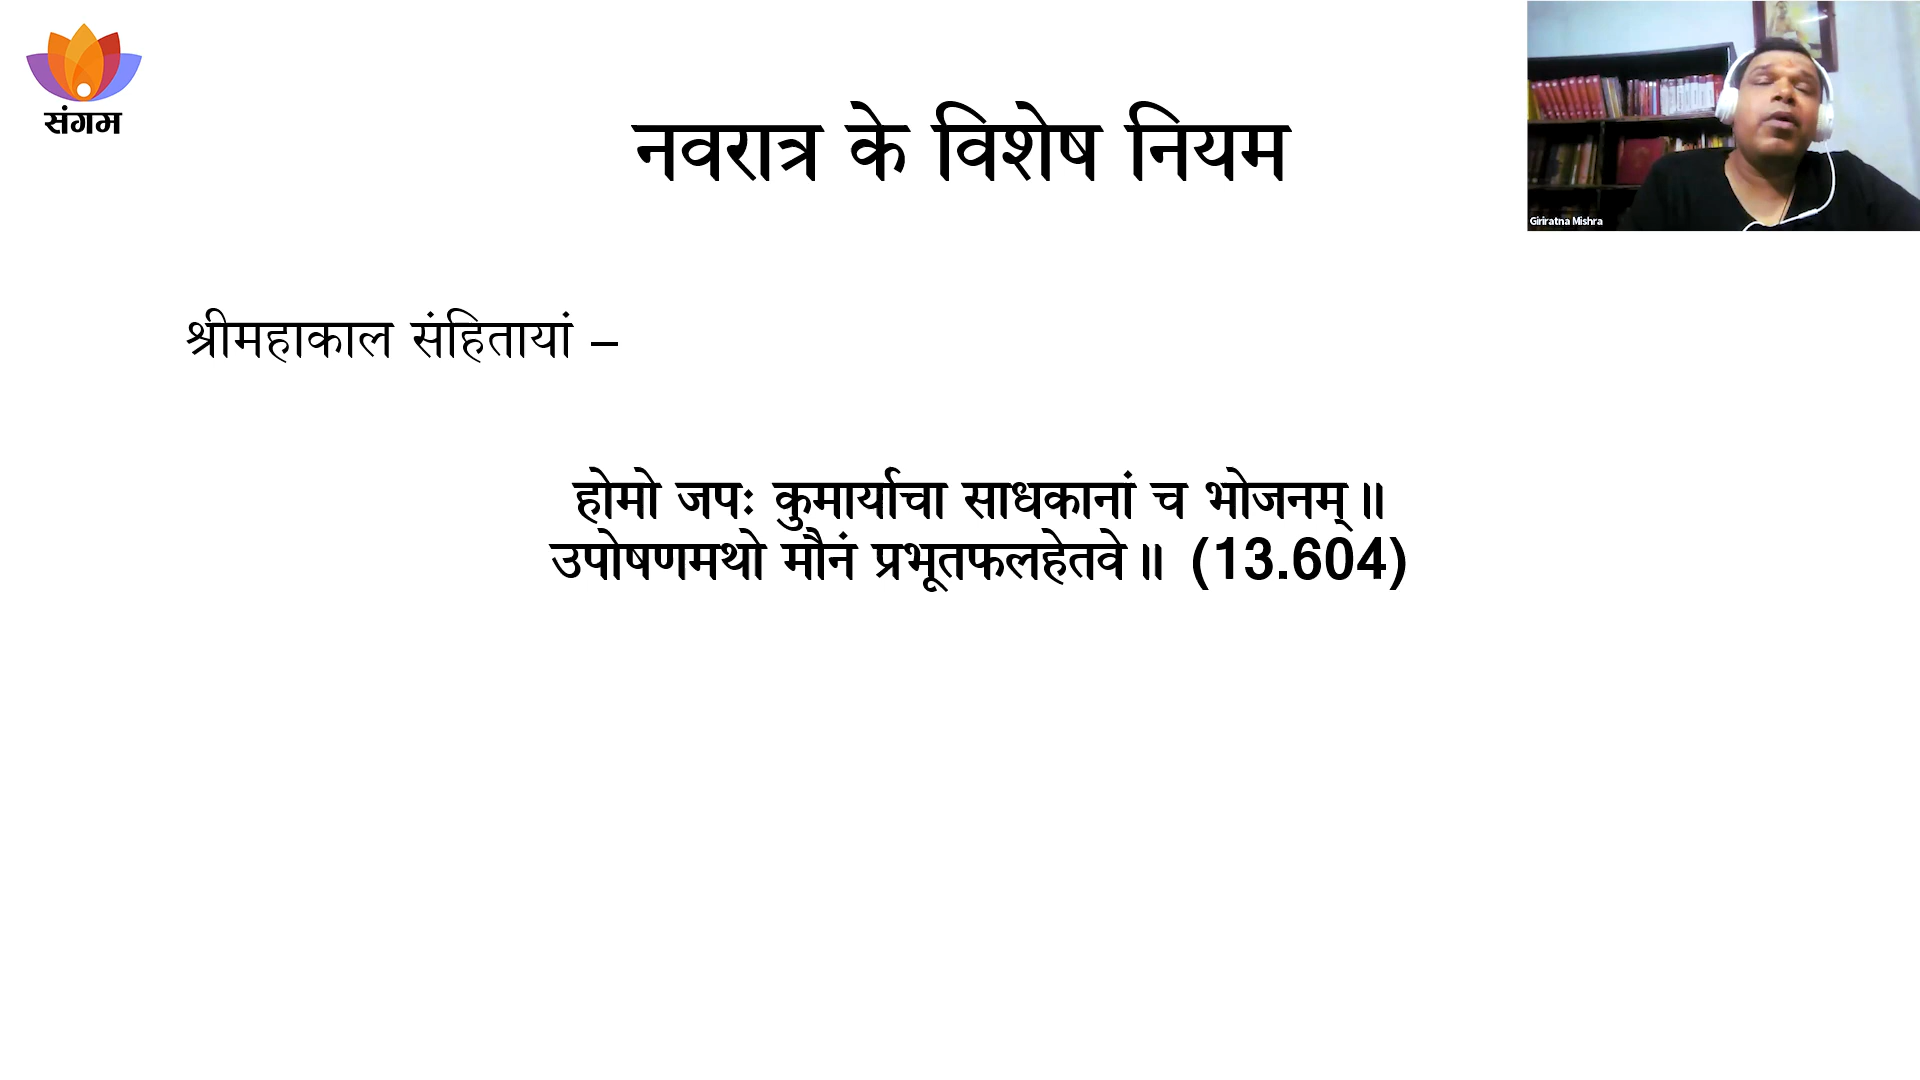 संगम
नवरात्र के विशेष नियम
Giriratna Mishra
श्रीमहाकाल संहितायां –
होमो जपः कुमार्याचा साधकानां च भोजनम्॥
उपोषणमथो मौनं प्रभूतफलहेतवे॥ (13.604)